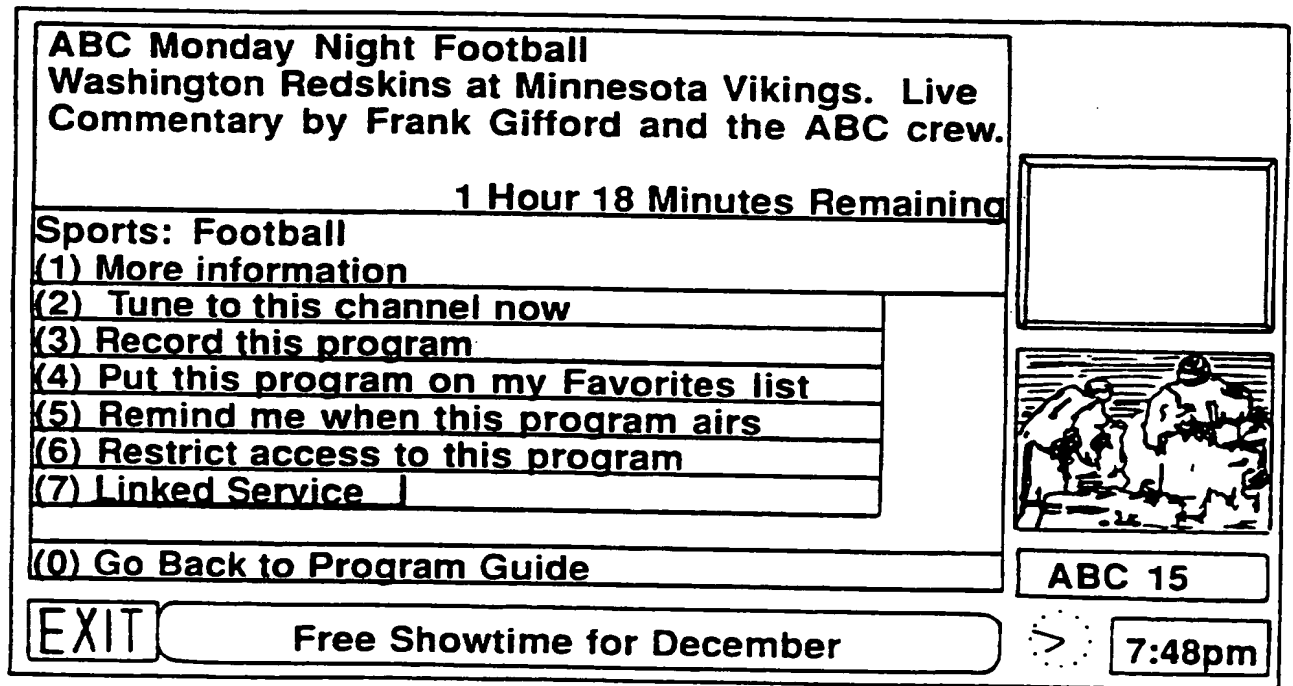 ABC Monday Night Football
Washington Redskins at Minnesota Vikings. Live
Commentary by Frank Gifford and the ABC crew.
1 Hour 18 Minutes Remaining
Sports: Football
(1) More information
(2) Tune to this channel now
(3) Record this program
(4) Put this program on my Favorites list
(5) Remind me when this program airs
(6) Restrict access to this program
(7) Linked Service
(0) Go Back to Program Guide
ABC 15
EXIT
Free Showtime for December
7:48pm